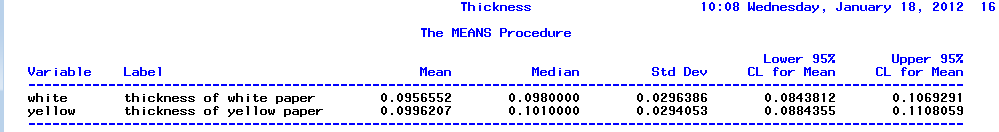 Thickness 10:08 Wednesday, January 18, 2012 16
The MEANS Procedure
Lower 95% Upper 95%
Variable Label Mean Median Std Dev CL for Mean CL for Mean
white thickness of white paper 0.0956552 0.0980000 0.0296386 0.0843812 0.1069291
yellow thickness of yellow paper 0.0996207 0.1010000 0.0294053 0.0884355 0.1108059